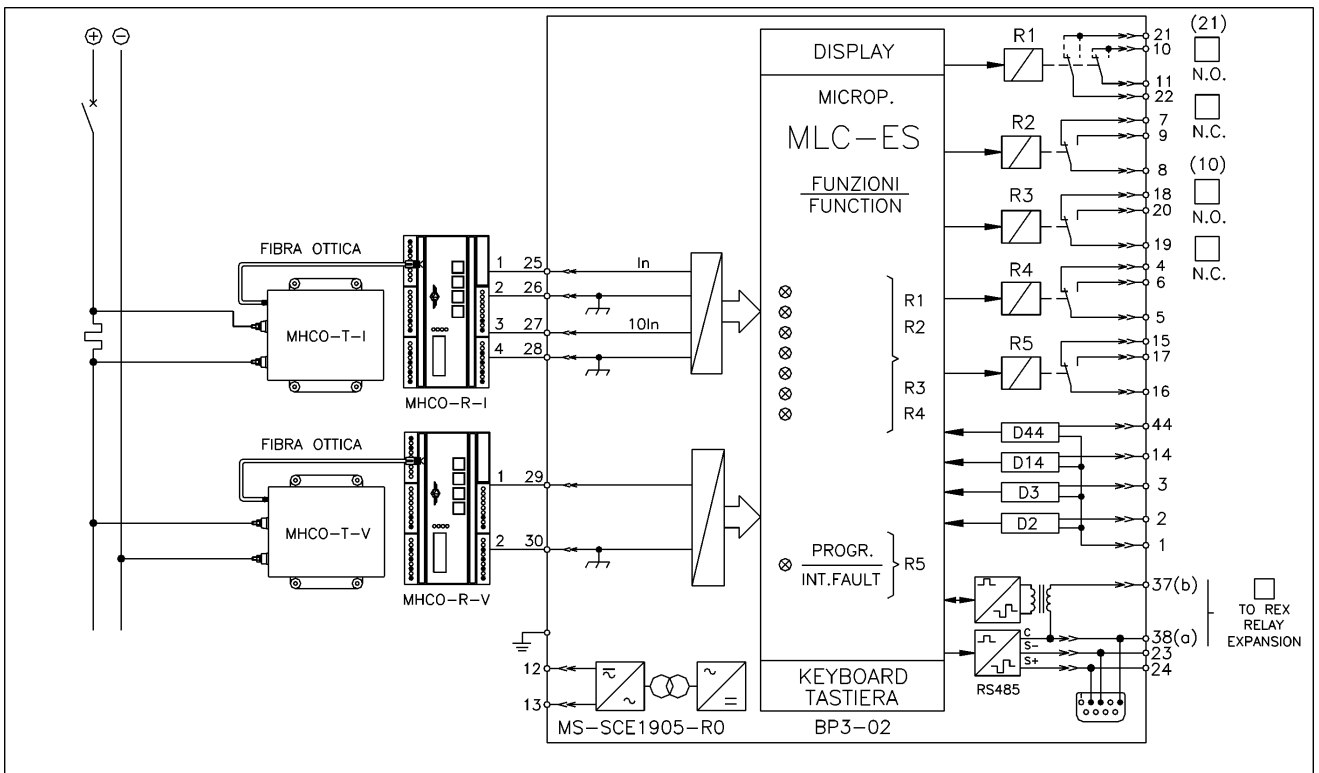 ⊕ ⊖
FIBRA OTTICA
MHCO-T-I
MHCO-R-I
1 25
2 26
3 27
4 28
In
10In
FIBRA OTTICA
MHCO-T-V
MHCO-R-V
1 29
2 30
12
13
MS-SCE1905-R0
DISPLAY
MICROP.
MLC-ES
FUNZIONI
FUNCTION
R1
R2
R3
R4
PROGR.
INT.FAULT
R5
KEYBOARD
TASTIERA
BP3-02
R1
21
10
11
22
R2
7
9
8
R3
18
20
19
R4
4
6
5
R5
15
17
16
D44
44
D14
14
D3
3
D2
2
1
37(b)
C
38(a)
S-
23
S+
24
RS485
(21)
N.O.
N.C.
(10)
N.O.
N.C.
TO REX
RELAY
EXPANSION